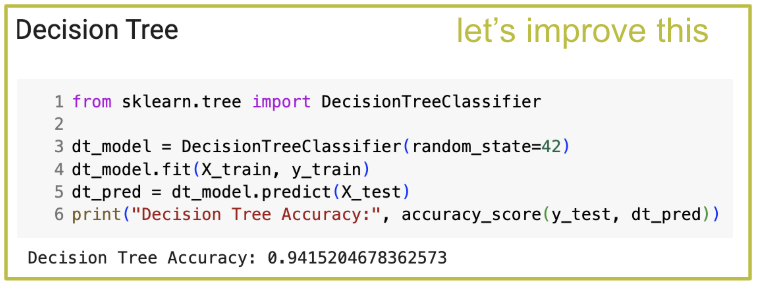 Decision Tree
let's improve this
1 from sklearn.tree import DecisionTreeClassifier
2
3 dt_model = DecisionTreeClassifier(random_state=42)
4 dt_model.fit(X_train, y_train)
5 dt_pred = dt_model.predict(X_test)
6 print("Decision Tree Accuracy:", accuracy_score(y_test, dt_pred))
Decision Tree Accuracy: 0.9415204678362573